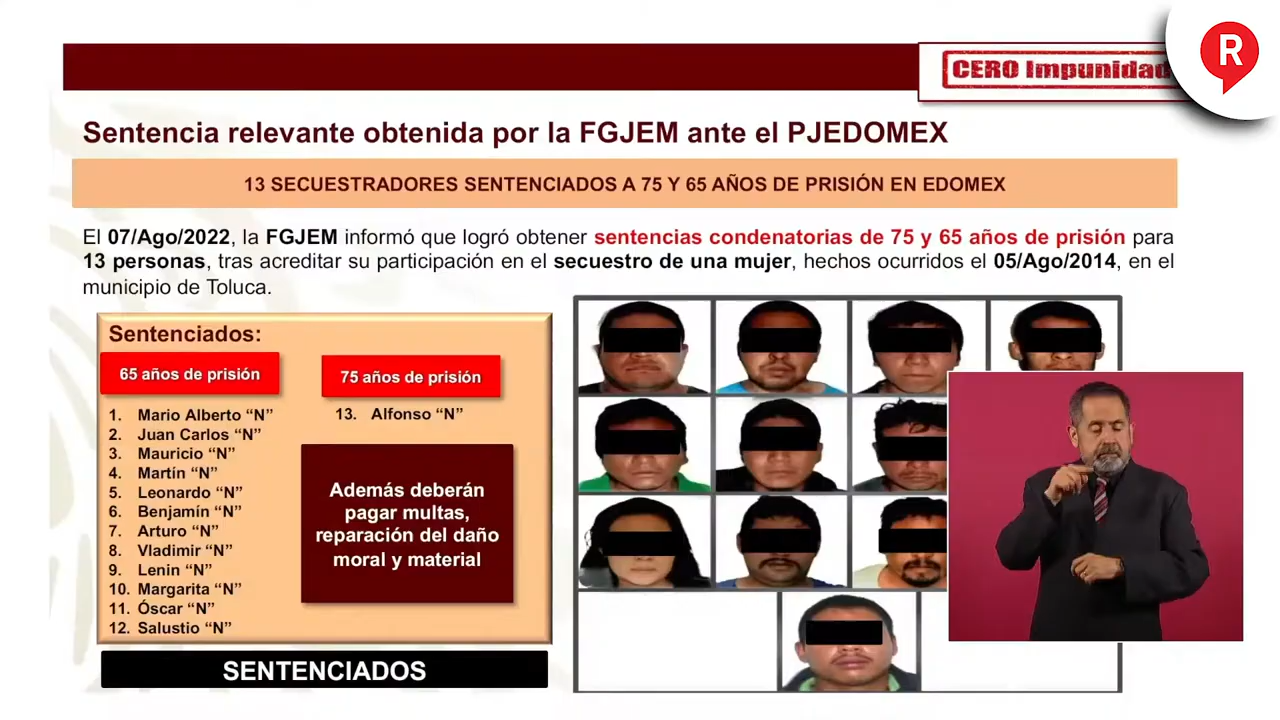 CERO Impunidad
R
Sentencia relevante obtenida por la FGJEM ante el PJEDOMEX
13 SECUESTRADORES SENTENCIADOS A 75 Y 65 AÑOS DE PRISIÓN EN EDOMEX
El 07/Ago/2022, la FGJEM informó que logró obtener sentencias condenatorias de 75 y 65 años de prisión para
13 personas, tras acreditar su participación en el secuestro de una mujer, hechos ocurridos el 05/Ago/2014, en el
municipio de Toluca.
Sentenciados:
65 años de prisión
1. Mario Alberto “N”
2. Juan Carlos “N”
3. Mauricio “N”
4. Martín “N”
5. Leonardo “N”
6. Benjamín “N”
7. Arturo “N”
8. Vladimir “N”
9. Lenin “N”
10. Margarita “N”
11. Óscar “N”
12. Salustio “N”
75 años de prisión
13. Alfonso “N”
Además deberán
pagar multas,
reparación del daño
moral y material
SENTENCIADOS